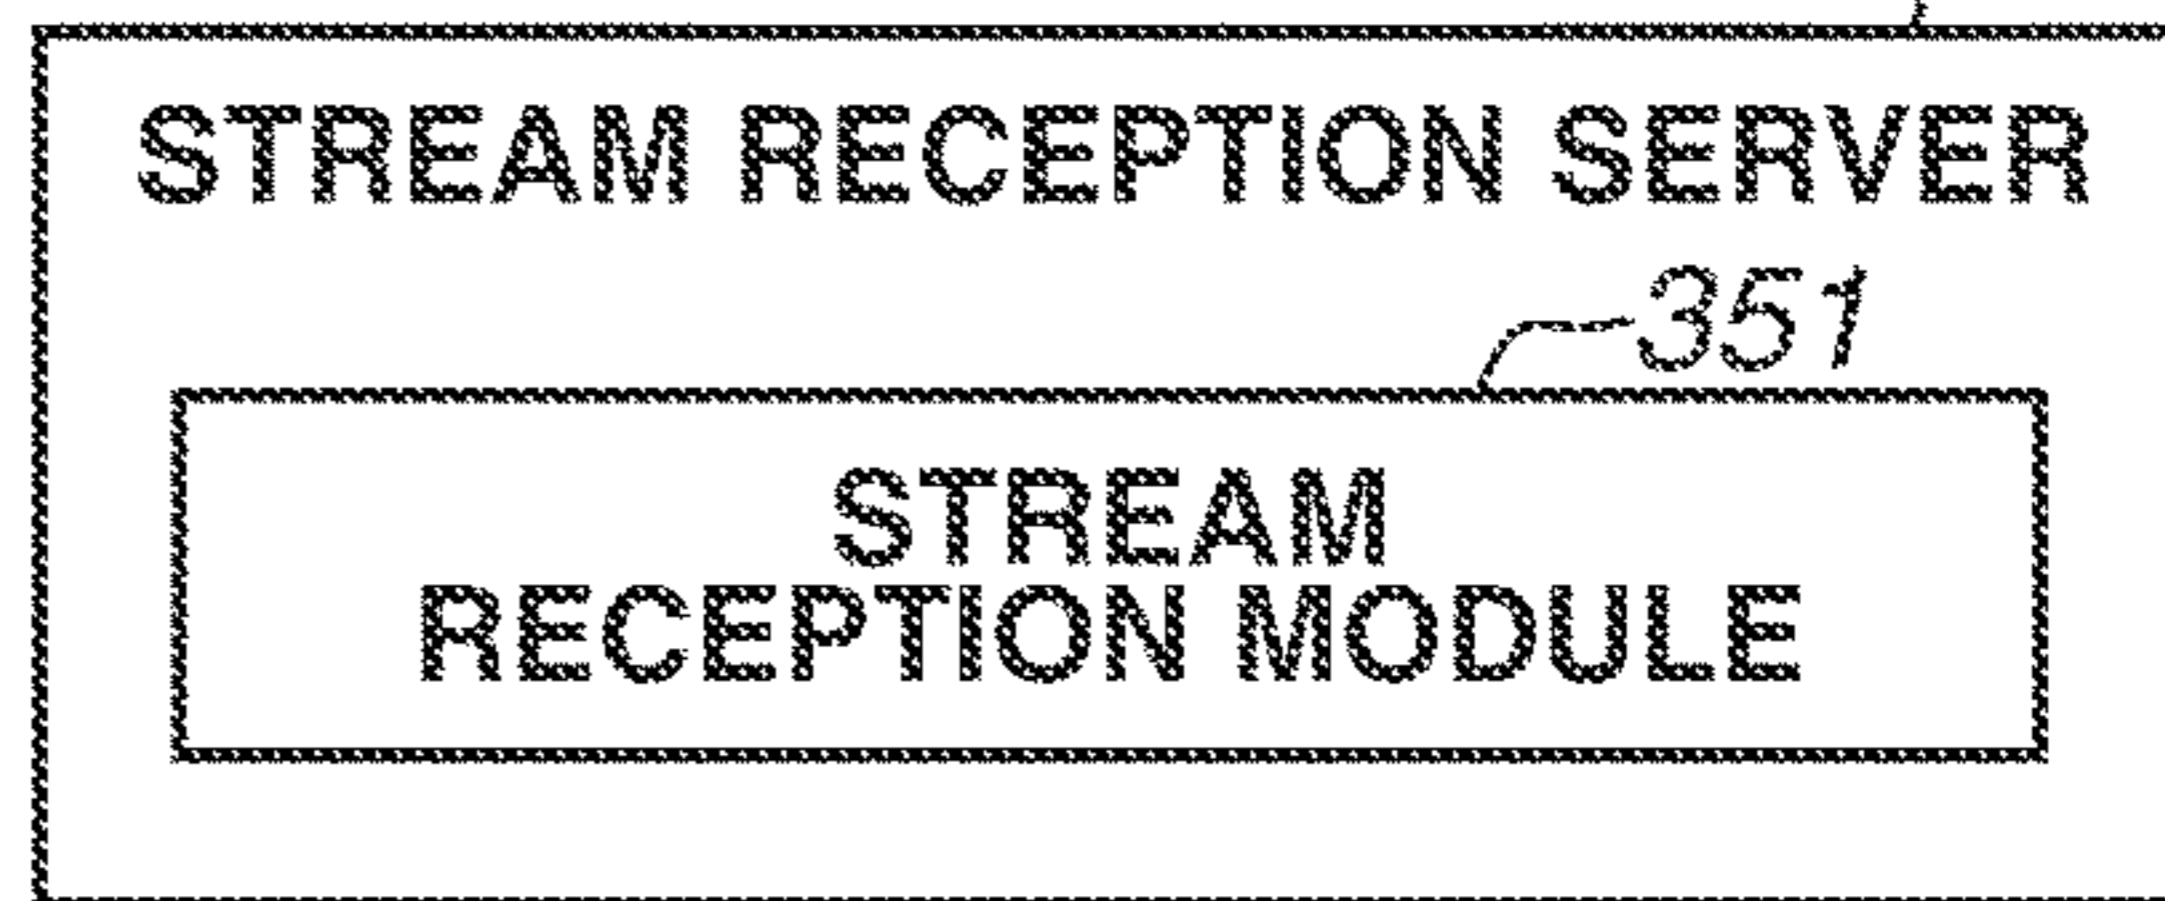 STREAM RECEPTION SERVER
351
STREAM
RECEPTION MODULE